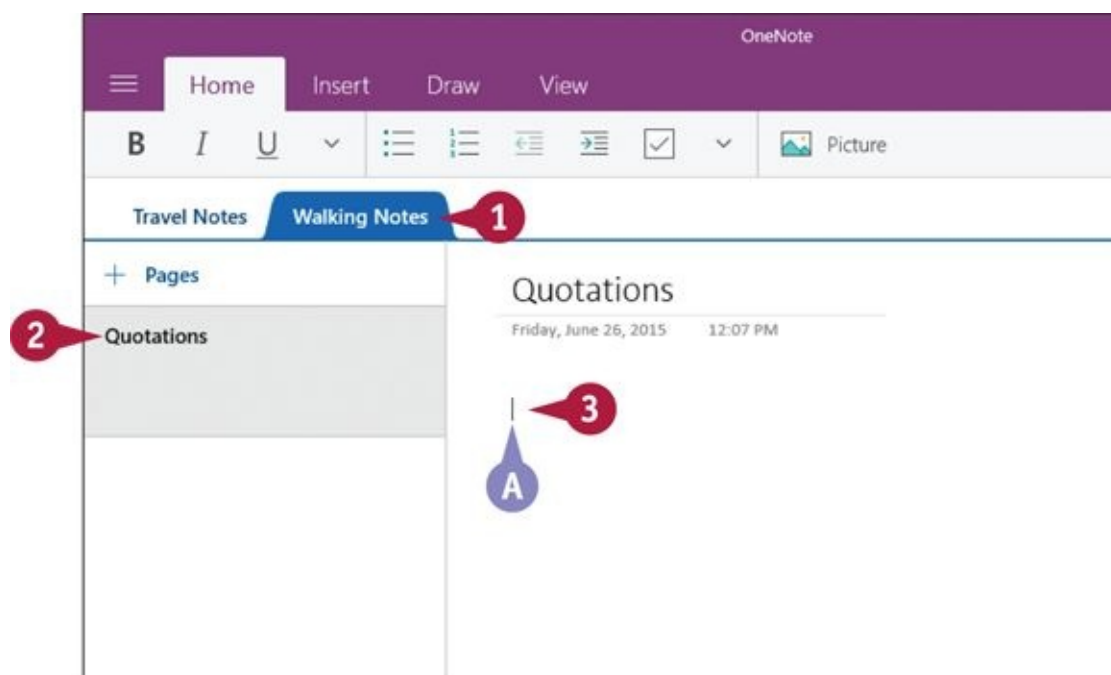 OneNote
Home Insert Draw View
B I U Picture
Travel Notes Walking Notes 1
+ Pages
Quotations
2 Quotations
Friday, June 26, 2015 12:07 PM
3
A